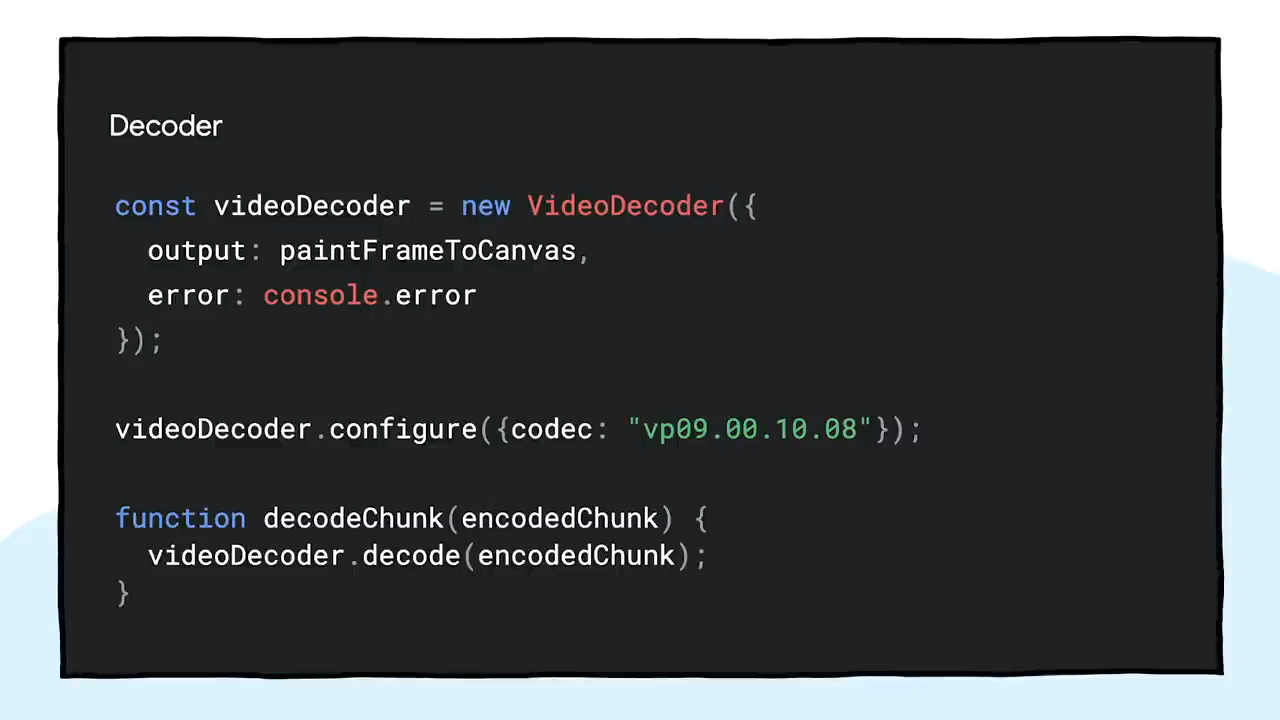 Decoder
const videoDecoder = new VideoDecoder({
  output: paintFrameToCanvas,
  error: console.error
});
videoDecoder.configure({codec: "vp09.00.10.08"});
function decodeChunk(encodedChunk) {
  videoDecoder.decode(encodedChunk);
}